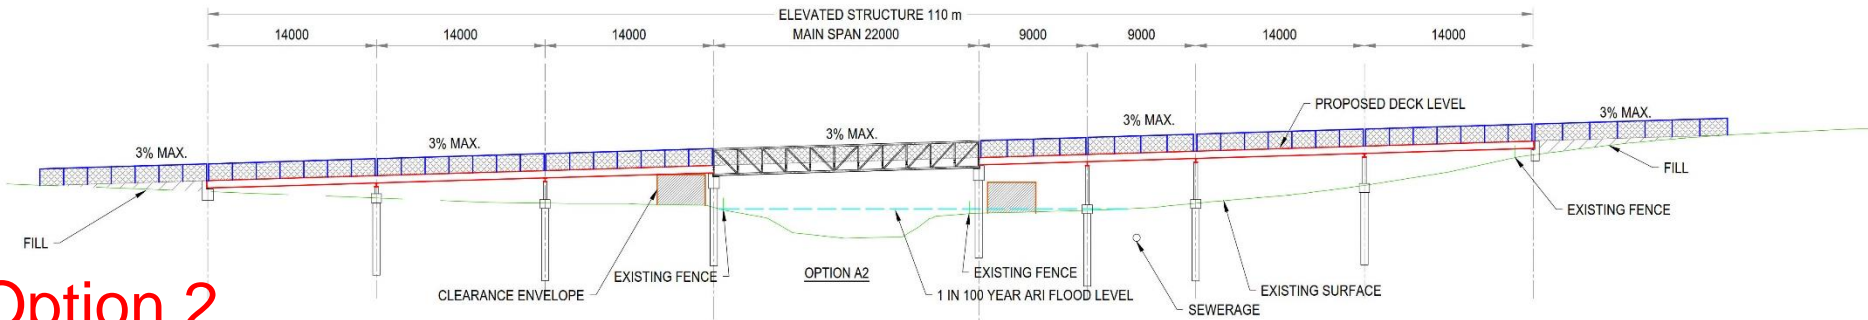 ELEVATED STRUCTURE 110 m
14000
14000
14000
MAIN SPAN 22000
9000
9000
14000
14000
PROPOSED DECK LEVEL
3% MAX.
3% MAX.
3% MAX.
3% MAX.
3% MAX.
FILL
EXISTING FENCE
FILL
EXISTING FENCE
OPTION A2
EXISTING FENCE
CLEARANCE ENVELOPE
1 IN 100 YEAR ARI FLOOD LEVEL
EXISTING SURFACE
SEWERAGE
Option 2